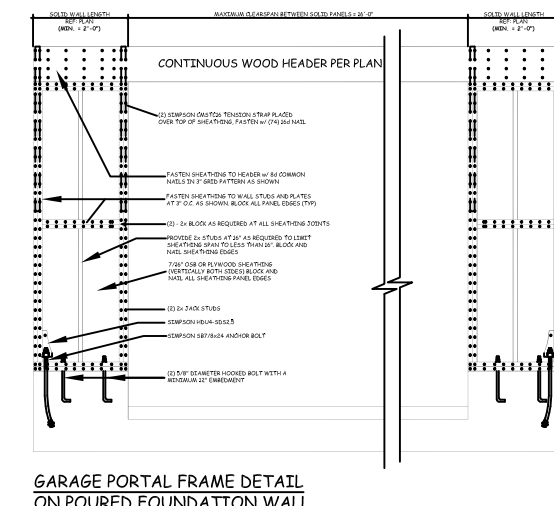 SOLID WALL LENGTH
REF: PLAN
(MIN. = 2'-0")
MAXIMUM CLEARSPAN BETWEEN SOLID PANELS = 26'-0"
SOLID WALL LENGTH
REF: PLAN
(MIN. = 2'-0")
CONTINUOUS WOOD HEADER PER PLAN
(2) SIMPSON CMSTC16 TENSION STRAP PLACED
OVER TOP OF SHEATHING, FASTEN w/ (74) 16d NAIL
FASTEN SHEATHING TO HEADER w/ 8d COMMON
NAILS IN 3" GRID PATTERN AS SHOWN
FASTEN SHEATHING TO WALL STUDS AND PLATES
AT 3" O.C. AS SHOWN. BLOCK ALL PANEL EDGES (TYP)
(2) - 2x BLOCK AS REQUIRED AT ALL SHEATHING JOINTS
PROVIDE 2x STUDS AT 16" AS REQUIRED TO LIMIT
SHEATHING SPAN TO LESS THAN 16". BLOCK AND
NAIL SHEATHING EDGES
7/16" OSB OR PLYWOOD SHEATHING
(VERTICALLY BOTH SIDES) BLOCK AND
NAIL ALL SHEATHING PANEL EDGES
(2) 2x JACK STUDS
SIMPSON HDU4-SDS2.5
SIMPSON SB7/8x24 ANCHOR BOLT
(2) 5/8" DIAMETER HOOKED BOLT WITH A
MINIMUM 12" EMBEDMENT
GARAGE PORTAL FRAME DETAIL
ON POURED FOUNDATION WALL